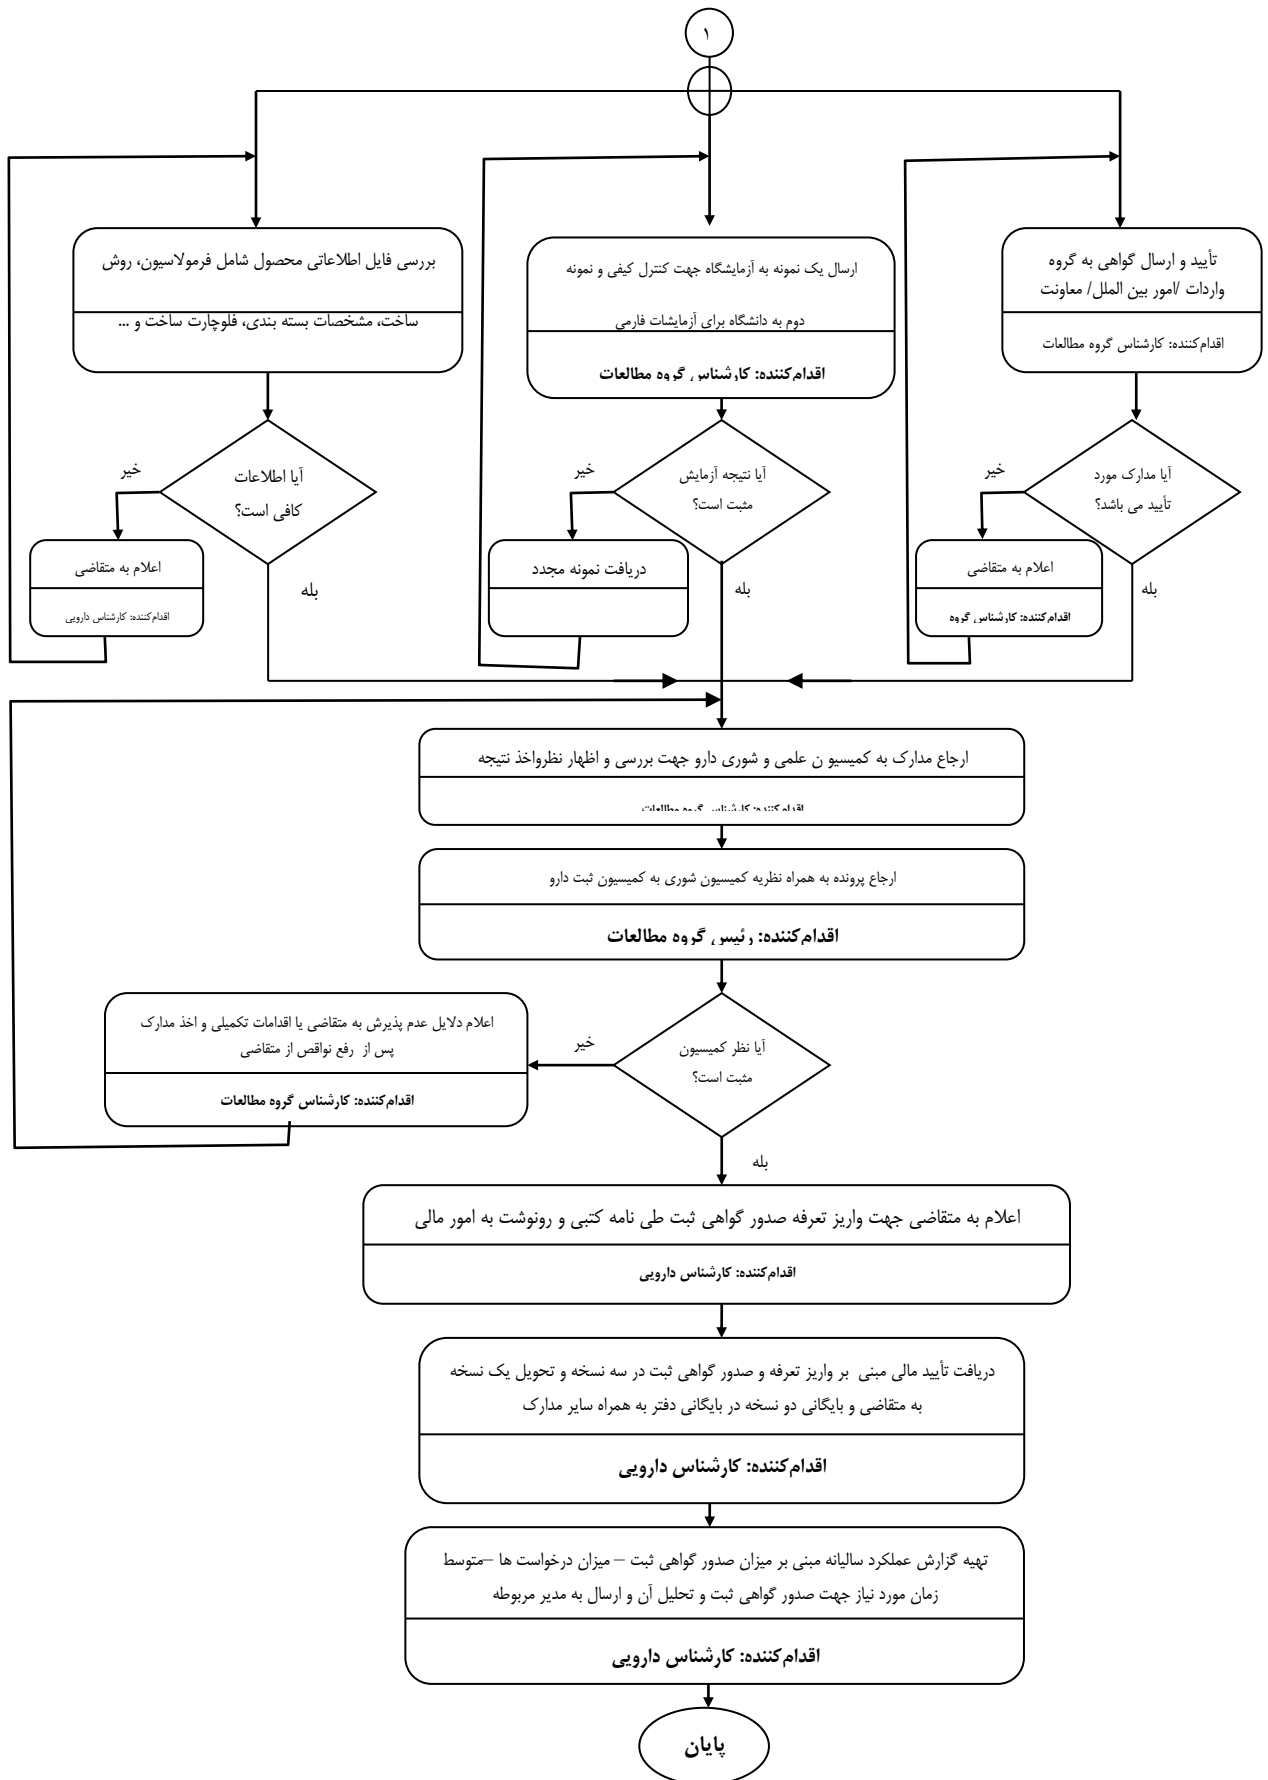 ۱
تأیید و ارسال گواهی به گروه
واردات /امور بین الملل/ معاونت
اقدام‌کننده: کارشناس گروه مطالعات
ارسال یک نمونه به آزمایشگاه جهت کنترل کیفی و نمونه
دوم به دانشگاه برای آزمایشات فارمی
اقدام‌کننده: کارشناس گروه مطالعات
بررسی فایل اطلاعاتی محصول شامل فرمولاسیون، روش
ساخت، مشخصات بسته بندی، فلوچارت ساخت و ...
آیا مدارک مورد
تأیید می باشد؟
خیر
بله
اعلام به متقاضی
اقدام‌کننده: کارشناس گروه
آیا نتیجه آزمایش
مثبت است؟
خیر
بله
دریافت نمونه مجدد
آیا اطلاعات
کافی است؟
خیر
بله
اعلام به متقاضی
اقدام‌کننده: کارشناس دارویی
ارجاع مدارک به کمیسیو ن علمی و شوری دارو جهت بررسی و اظهار نظرواخذ نتیجه
اقدام‌کننده: کارشناس گروه مطالعات
ارجاع پرونده به همراه نظریه کمیسیون شوری به کمیسیون ثبت دارو
اقدام‌کننده: رئیس گروه مطالعات
آیا نظر کمیسیون
مثبت است؟
خیر
بله
اعلام دلایل عدم پذیرش به متقاضی یا اقدامات تکمیلی و اخذ مدارک
پس از رفع نواقص از متقاضی
اقدام‌کننده: کارشناس گروه مطالعات
اعلام به متقاضی جهت واریز تعرفه صدور گواهی ثبت طی نامه کتبی و رونوشت به امور مالی
اقدام‌کننده: کارشناس دارویی
دریافت تأیید مالی مبنی بر واریز تعرفه و صدور گواهی ثبت در سه نسخه و تحویل یک نسخه
به متقاضی و بایگانی دو نسخه در بایگانی دفتر به همراه سایر مدارک
اقدام‌کننده: کارشناس دارویی
تهیه گزارش عملکرد سالیانه مبنی بر میزان صدور گواهی ثبت – میزان درخواست ها –متوسط
زمان مورد نیاز جهت صدور گواهی ثبت و تحلیل آن و ارسال به مدیر مربوطه
اقدام‌کننده: کارشناس دارویی
پایان